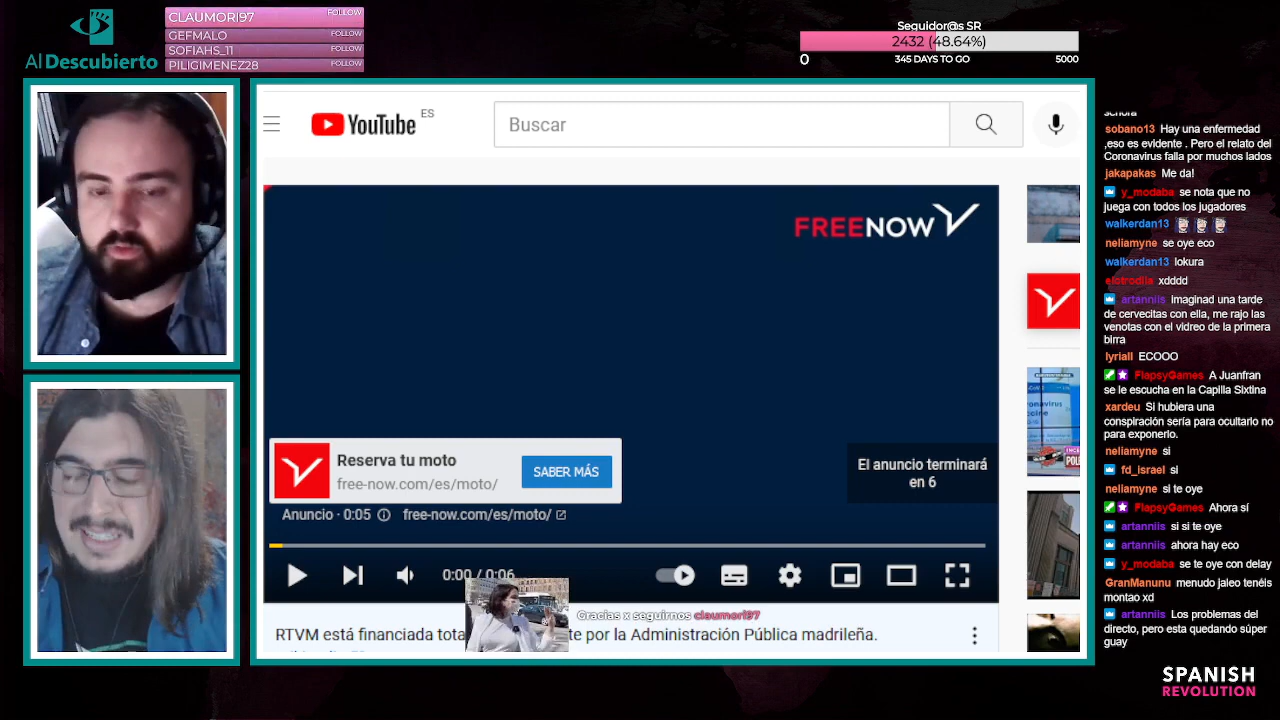 Al Descubierto
CLAUMORI97 FOLLOW
GEFMALO FOLLOW
SOFIAHS_11 FOLLOW
PILIGIMENEZ28 FOLLOW
Seguidor@s SR
2432 (48.64%)
0 345 DAYS TO GO 5000
YouTube ES
Buscar
FREENOW
Reserva tu moto
free-now.com/es/moto/
SABER MÁS
El anuncio terminará
en 6
Anuncio · 0:05 free-now.com/es/moto/
0:00 / 0:06
Gracias x seguirnos claumori97
RTVM está financiada tota te por la Administración Pública madrileña.
señora
sobano13 Hay una enfermedad
,eso es evidente . Pero el relato del
Coronavirus falla por muchos lados
jakapakas Me da!
y_modaba se nota que no
juega con todos los jugadores
walkerdan13
neliamyne se oye eco
walkerdan13 lokura
elstrodila xdddd
artanniis Imaginad una tarde
de cervecitas con ella, me rajo las
venotas con el vidreo de la primera
birra
lyriall ECOOO
FlapsyGames A Juanfran
se le escucha en la Capilla Sixtina
xardeu Si hubiera una
conspiración sería para ocultarlo no
para exponerlo.
neliamyne si
fd_israel si
neliamyne si te oye
FlapsyGames Ahora sí
artanniis si si te oye
artanniis ahora hay eco
y_modaba se te oye con delay
GranManunu menudo jaleo tenéis
montao xd
artanniis Los problemas del
directo, pero esta quedando súper
guay
SPANISH
REVOLUTION